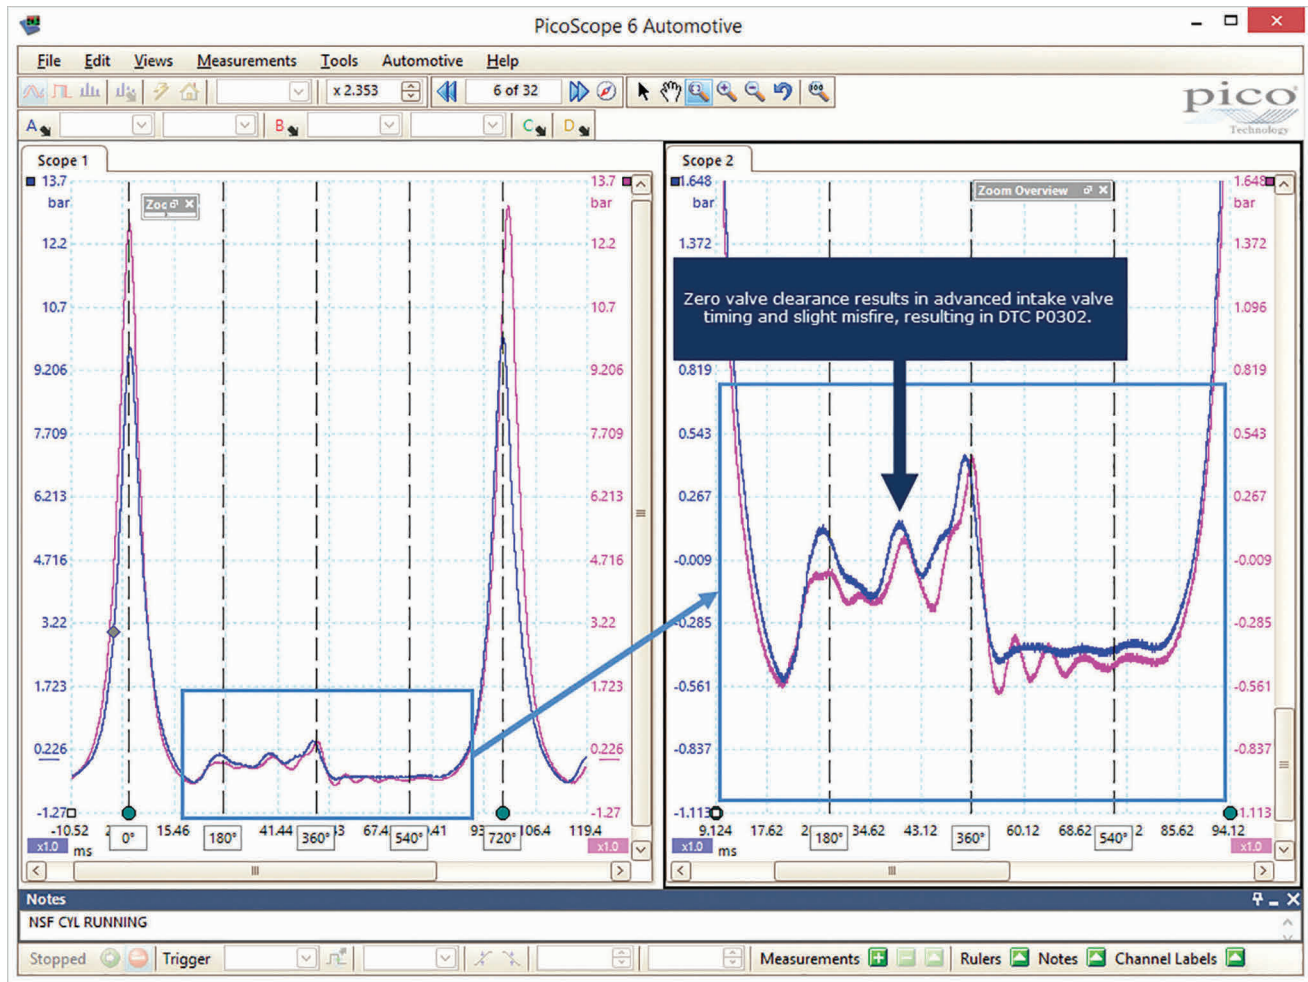 PicoScope 6 Automotive
File Edit Views Measurements Tools Automotive Help
x 2.353 6 of 32
pico
Technology
A B C D
Scope 1
13.7 13.7
bar bar
Zoc
12.2 12.2
10.7 10.7
9.206 9.206
7.709 7.709
6.213 6.213
4.716 4.716
3.22 3.22
1.723 1.723
0.226 0.226
-1.27 -1.27
-10.52 0° 15.46 180° 41.44 360° 67.4 540° 720° 106.4 119.4
x1.0 ms x1.0
Scope 2
1.648 1.648
bar bar
Zoom Overview
1.372 1.372
Zero valve clearance results in advanced intake valve
timing and slight misfire, resulting in DTC P0302.
1.096
0.819 0.819
0.543 0.543
0.267 0.267
-0.009 -0.009
-0.285 -0.285
-0.561 -0.561
-0.837 -0.837
-1.113 1.113
9.124 17.62 180° 34.62 43.12 360° 60.12 68.62 540° 85.62 94.12
x1.0 ms x1.0
Notes
NSF CYL RUNNING
Stopped Trigger Measurements Rulers Notes Channel Labels